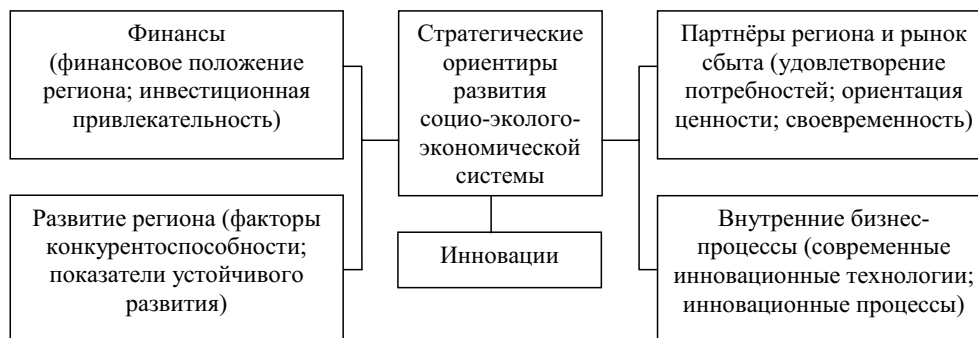 Финансы
(финансовое положение
региона; инвестиционная
привлекательность)
Стратегические
ориентиры
развития
социо-эколого-
экономической
системы
Партнёры региона и рынок
сбыта (удовлетворение
потребностей; ориентация
ценности; своевременность)
Развитие региона (факторы
конкурентоспособности;
показатели устойчивого
развития)
Инновации
Внутренние бизнес-
процессы (современные
инновационные технологии;
инновационные процессы)